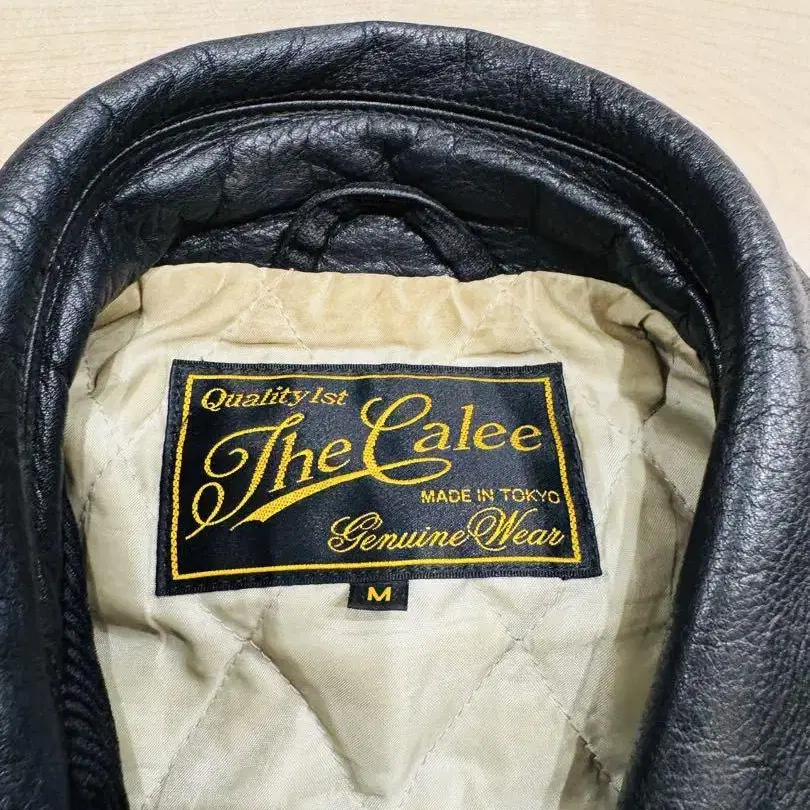 Quality 1st
The Calee
MADE IN TOKYO
Genuine Wear
M